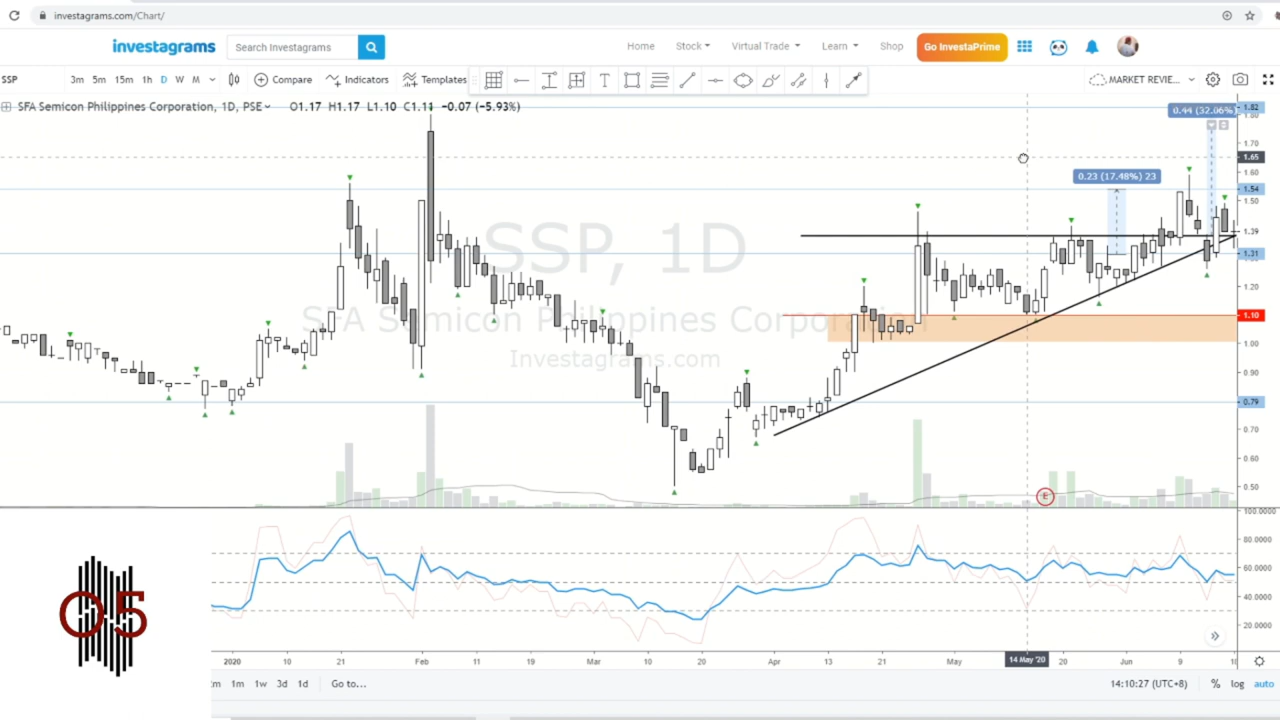 investagrams.com/Chart/
investagrams
Search Investagrams
Home
Stock
Virtual Trade
Learn
Shop
Go InvestaPrime
SSP
3m 5m 15m 1h D W M
Compare
Indicators
Templates
MARKET REVIE...
SFA Semicon Philippines Corporation, 1D, PSE
O1.17 H1.17 L1.10 C1.11 −0.07 (−5.93%)
0.44 (32.06%)
0.23 (17.48%) 23
SSP, 1D
SFA Semicon Philippines Corporation
Investagrams.com
1.82
1.80
1.70
1.65
1.60
1.54
1.50
1.39
1.31
1.20
1.10
1.00
0.90
0.79
0.70
0.60
0.50
E
100.0000
80.0000
60.0000
40.0000
20.0000
2020 10 21 Feb 11 19 Mar 10 20 Apr 13 21 May 14 May '20 20 Jun 9
1m 1w 3d 1d
Go to...
14:10:27 (UTC+8)
% log auto
O5